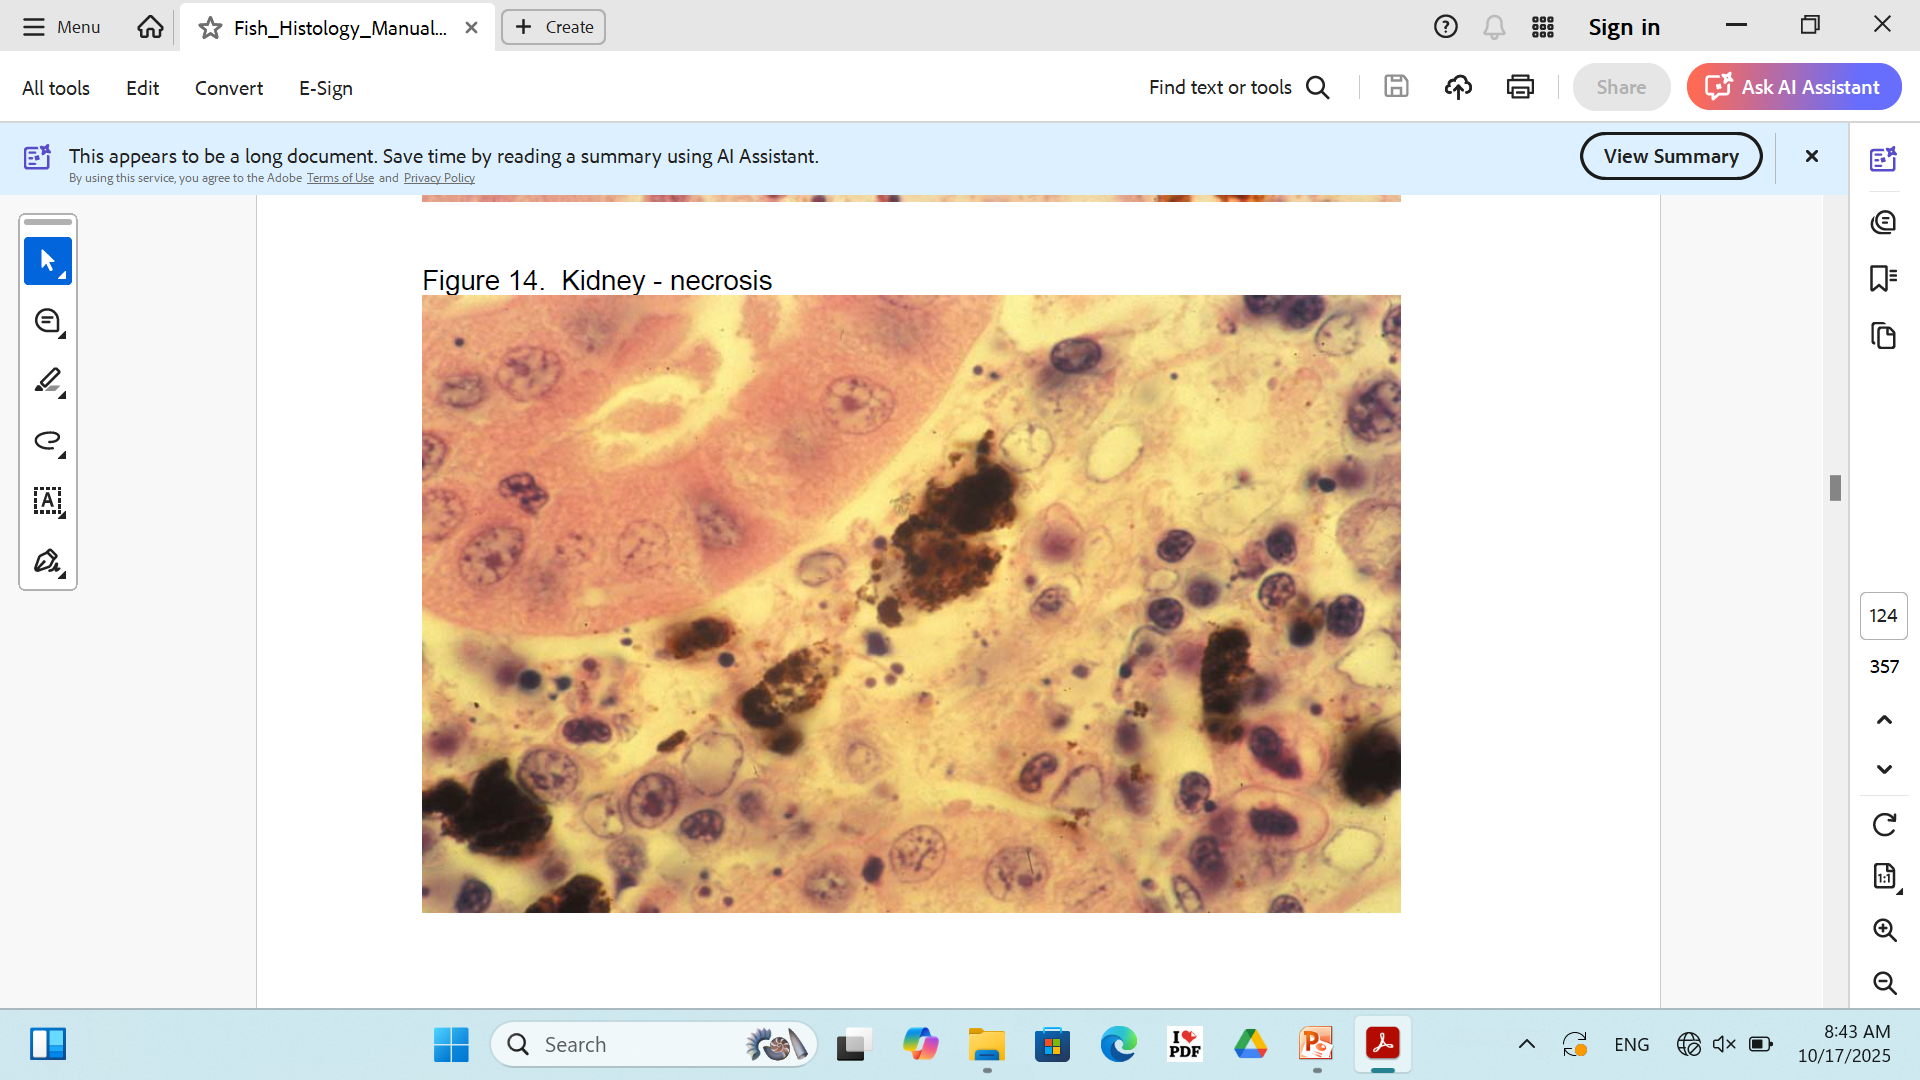 Menu
Fish_Histology_Manual...
Create
Sign in
All tools
Edit
Convert
E-Sign
Find text or tools
Share
Ask AI Assistant
This appears to be a long document. Save time by reading a summary using AI Assistant.
By using this service, you agree to the Adobe Terms of Use and Privacy Policy
View Summary
Figure 14. Kidney - necrosis
A
124
357
1:1
Search
I PDF
P
ENG
8:43 AM
10/17/2025